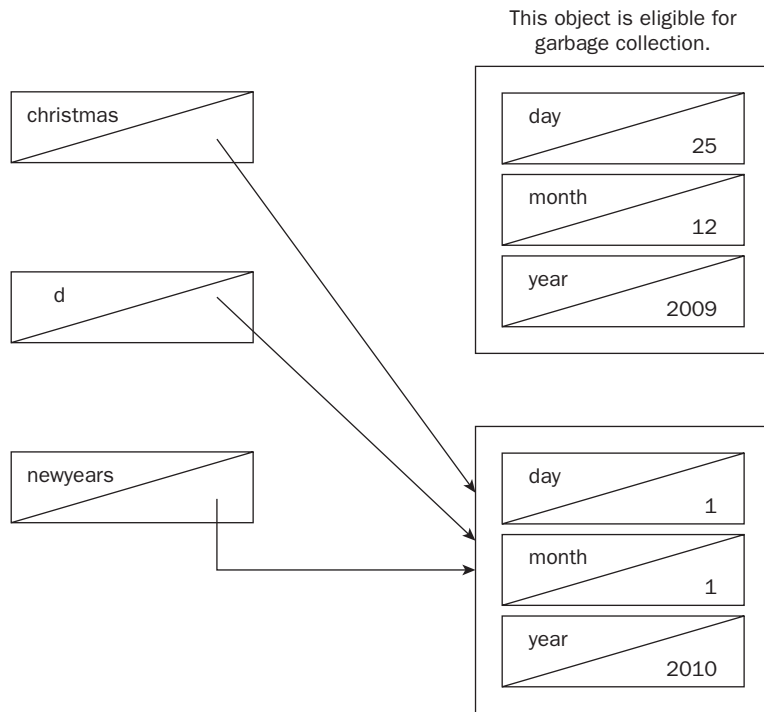 This object is eligible for
garbage collection.
christmas
day
25
month
12
d
year
2009
newyears
day
1
month
1
year
2010